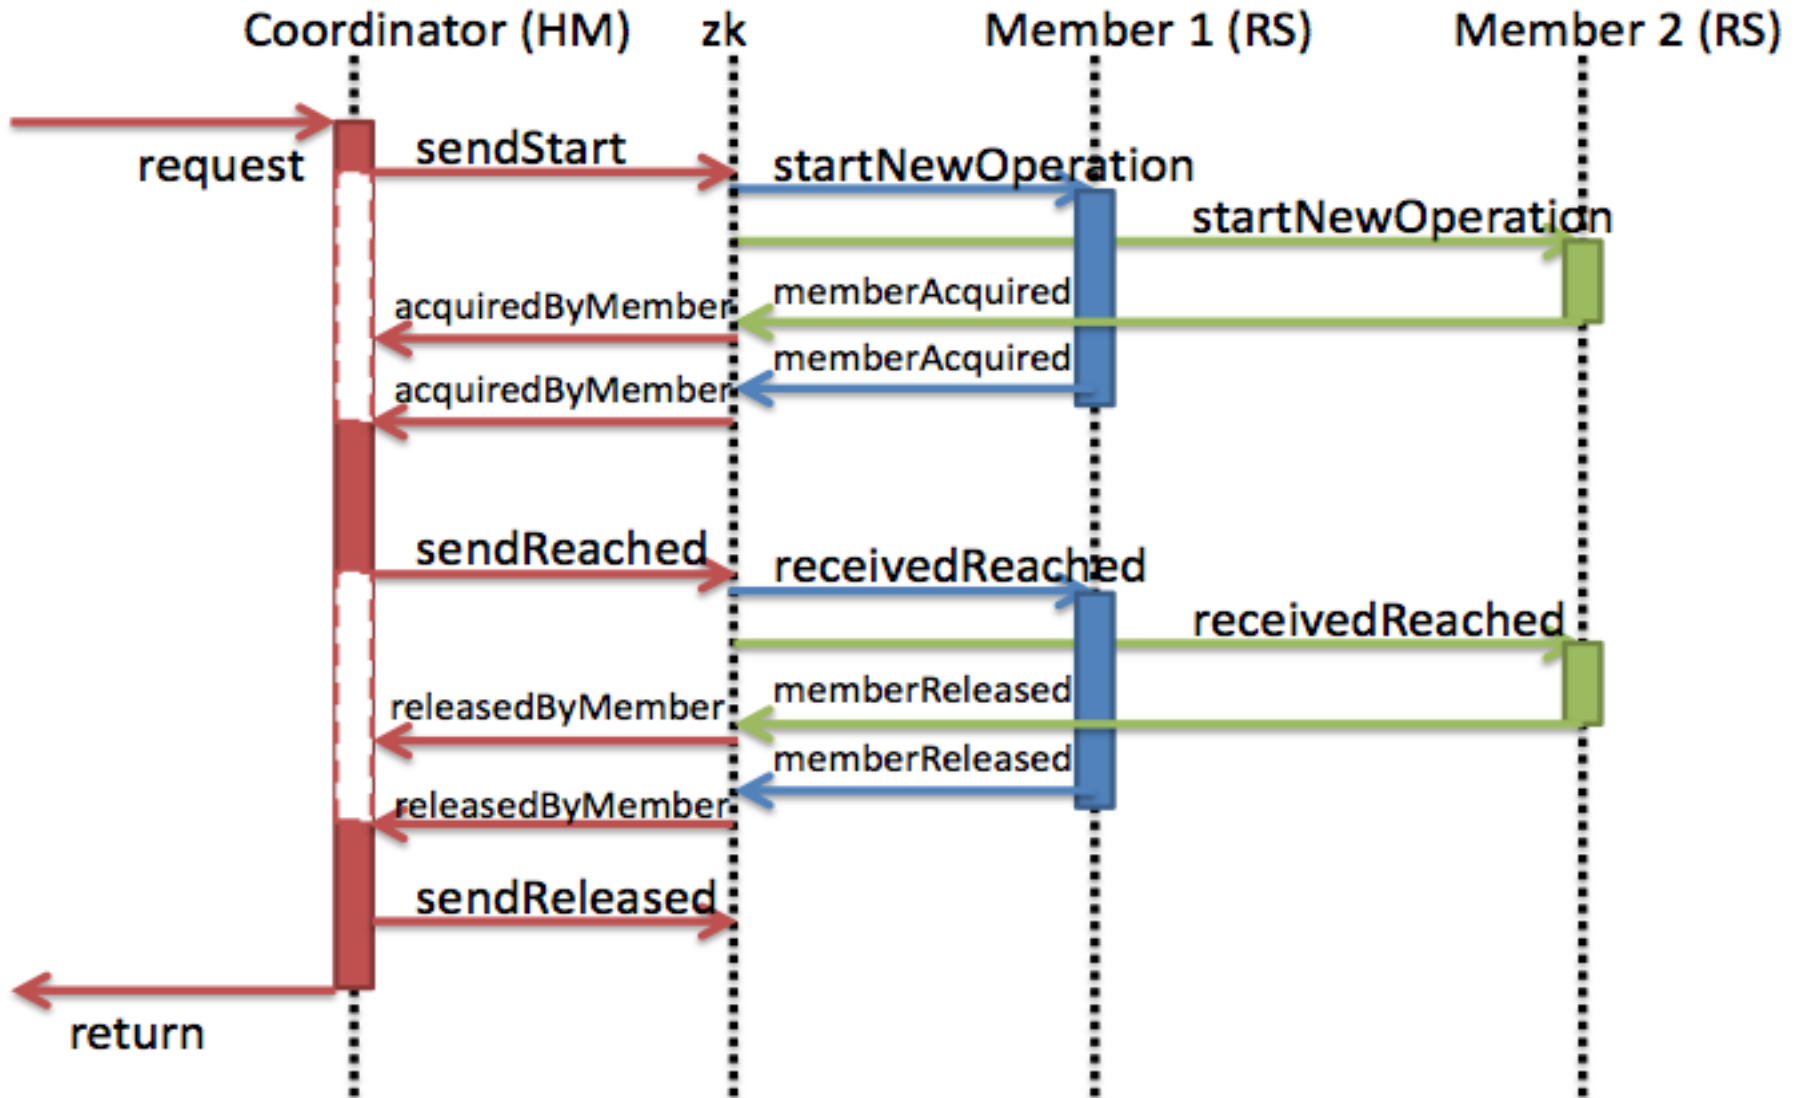 Coordinator (HM) zk Member 1 (RS) Member 2 (RS)
request
sendStart
startNewOperation
startNewOperation
memberAcquired
acquiredByMember
memberAcquired
acquiredByMember
sendReached
receivedReached
receivedReached
memberReleased
releasedByMember
memberReleased
releasedByMember
sendReleased
return